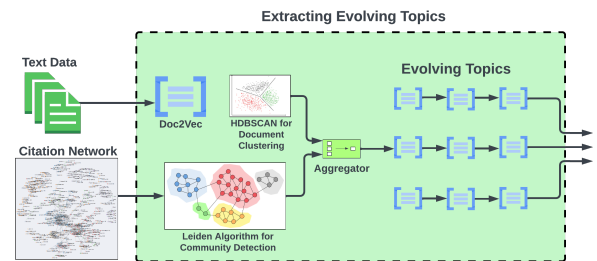 Extracting Evolving Topics
Text Data
Doc2Vec
HDBSCAN for
Document
Clustering
Evolving Topics
Aggregator
Citation Network
Leiden Algorithm for
Community Detection